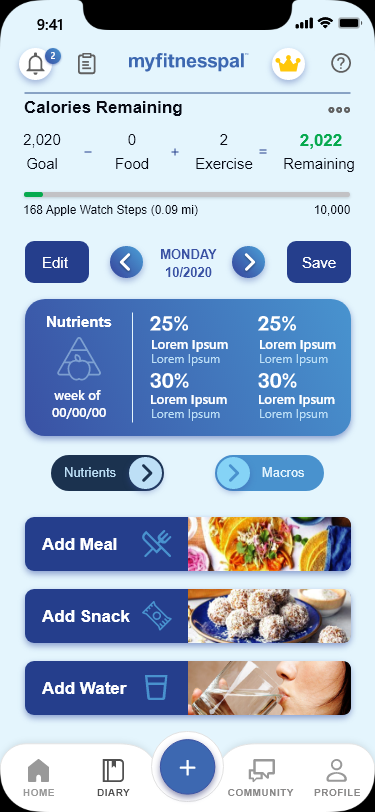 9:41
2
myfitnesspal™
Calories Remaining
2,020 − 0 + 2 = 2,022
Goal Food Exercise Remaining
168 Apple Watch Steps (0.09 mi) 10,000
Edit
MONDAY
10/2020
Save
Nutrients
week of
00/00/00
25%
Lorem Ipsum
Lorem Ipsum
25%
Lorem Ipsum
Lorem Ipsum
30%
Lorem Ipsum
Lorem Ipsum
30%
Lorem Ipsum
Lorem Ipsum
Nutrients
Macros
Add Meal
Add Snack
Add Water
HOME DIARY + COMMUNITY PROFILE